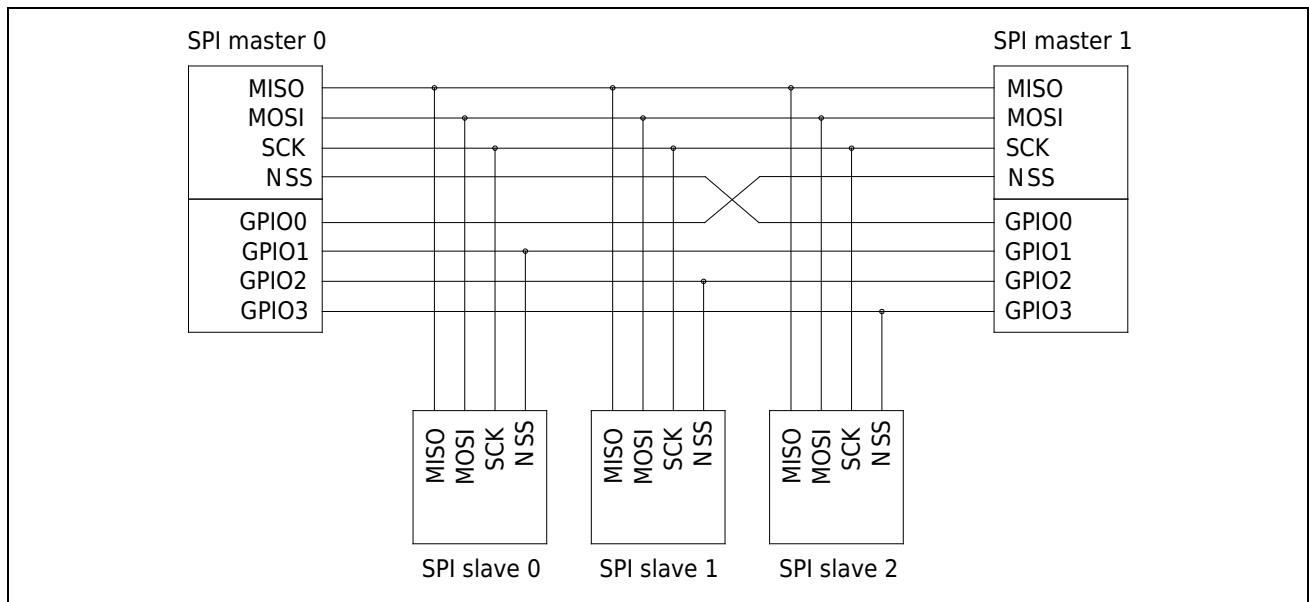 SPI master 0
MISO
MOSI
SCK
NSS
GPIO0
GPIO1
GPIO2
GPIO3
SPI master 1
MISO
MOSI
SCK
NSS
GPIO0
GPIO1
GPIO2
GPIO3
MISO
MOSI
SCK
NSS
SPI slave 0
MISO
MOSI
SCK
NSS
SPI slave 1
MISO
MOSI
SCK
NSS
SPI slave 2